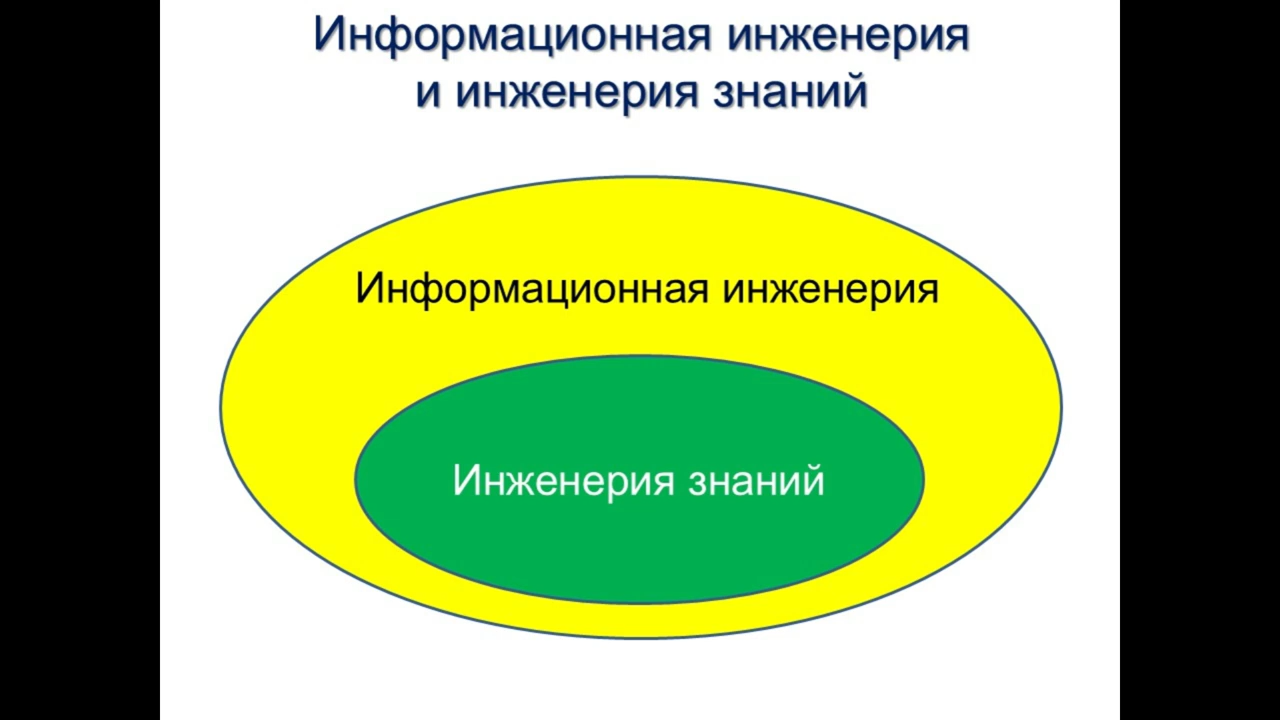 Информационная инженерия
и инженерия знаний
Информационная инженерия
Инженерия знаний